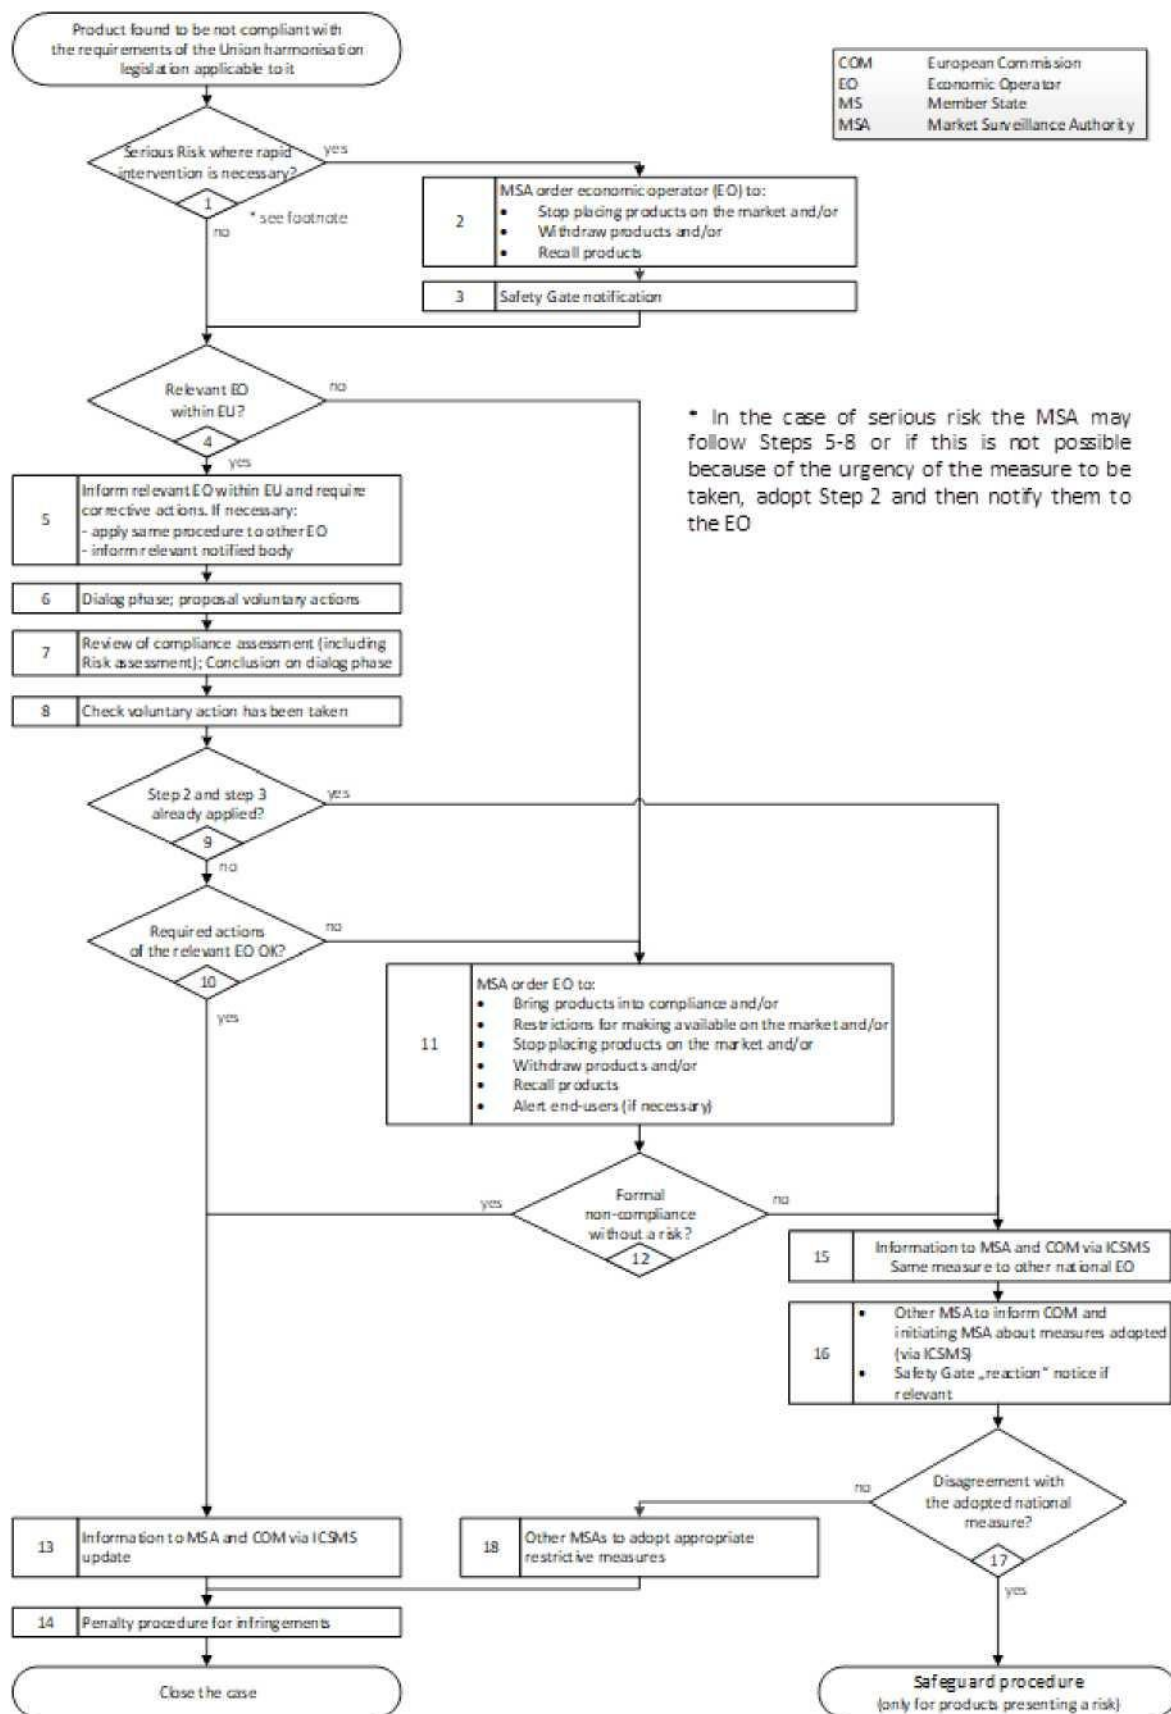 Product found to be not compliant with
the requirements of the Union harmonisation
legislation applicable to it
COM European Commission
EO Economic Operator
MS Member State
MSA Market Surveillance Authority
Serious Risk where rapid
intervention is necessary?
1
yes
no
* see footnote
2
MSA order economic operator (EO) to:
• Stop placing products on the market and/or
• Withdraw products and/or
• Recall products
3
Safety Gate notification
Relevant EO
within EU?
4
no
yes
* In the case of serious risk the MSA may
follow Steps 5-8 or if this is not possible
because of the urgency of the measure to be
taken, adopt Step 2 and then notify them to
the EO
5
Inform relevant EO within EU and require
corrective actions. If necessary:
- apply same procedure to other EO
- inform relevant notified body
6
Dialog phase; proposal voluntary actions
7
Review of compliance assessment (including
Risk assessment); Conclusion on dialog phase
8
Check voluntary action has been taken
Step 2 and step 3
already applied?
9
yes
no
Required actions
of the relevant EO OK?
10
no
yes
11
MSA order EO to:
• Bring products into compliance and/or
• Restrictions for making available on the market and/or
• Stop placing products on the market and/or
• Withdraw products and/or
• Recall products
• Alert end-users (if necessary)
Formal
non-compliance
without a risk?
12
yes
no
15
Information to MSA and COM via ICSMS
Same measure to other national EO
16
• Other MSA to inform COM and
initiating MSA about measures adopted
(via ICSMS)
• Safety Gate „reaction" notice if
relevant
Disagreement with
the adopted national
measure?
17
no
yes
13
Information to MSA and COM via ICSMS
update
18
Other MSAs to adopt appropriate
restrictive measures
14
Penalty procedure for infringements
Close the case
Safeguard procedure
(only for products presenting a risk)